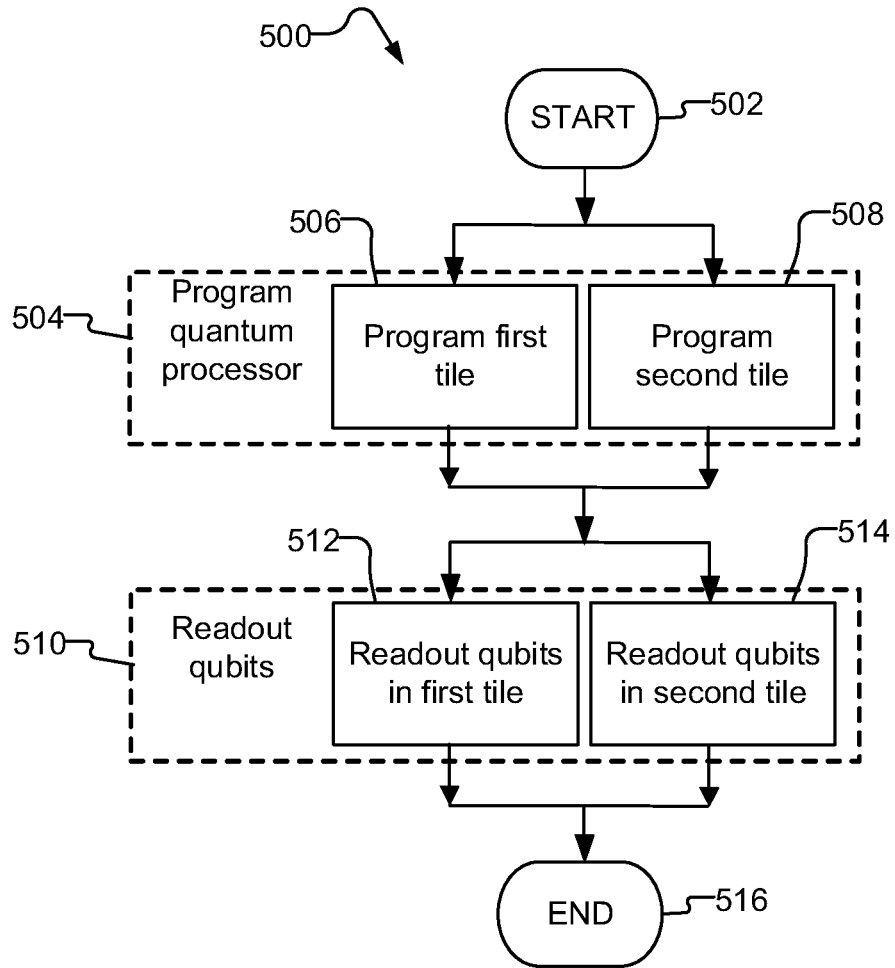 500
START
502
506
508
504
Program
quantum
processor
Program first
tile
Program
second tile
512
514
510
Readout
qubits
Readout qubits
in first tile
Readout qubits
in second tile
END
516